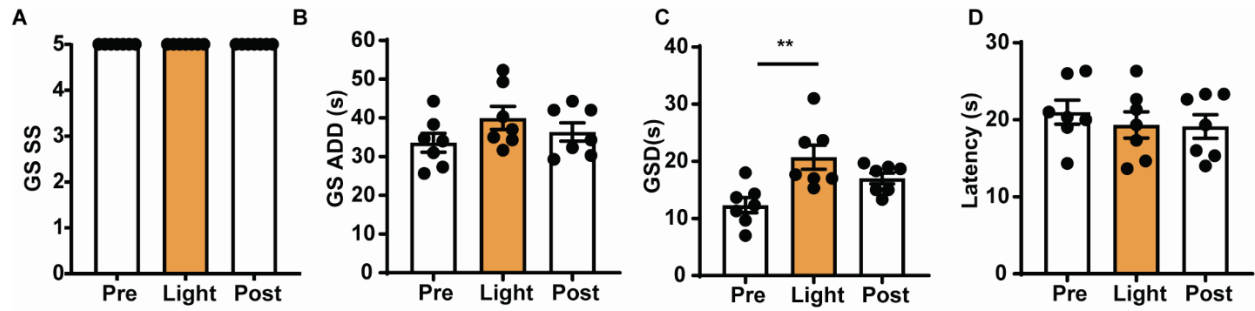 A
GS SS
5
4
3
2
1
0
Pre Light Post
B
GS ADD (s)
60
50
40
30
20
10
0
Pre Light Post
C
GSD(s)
40
30
20
10
0
**
Pre Light Post
D
Latency (s)
30
20
10
0
Pre Light Post